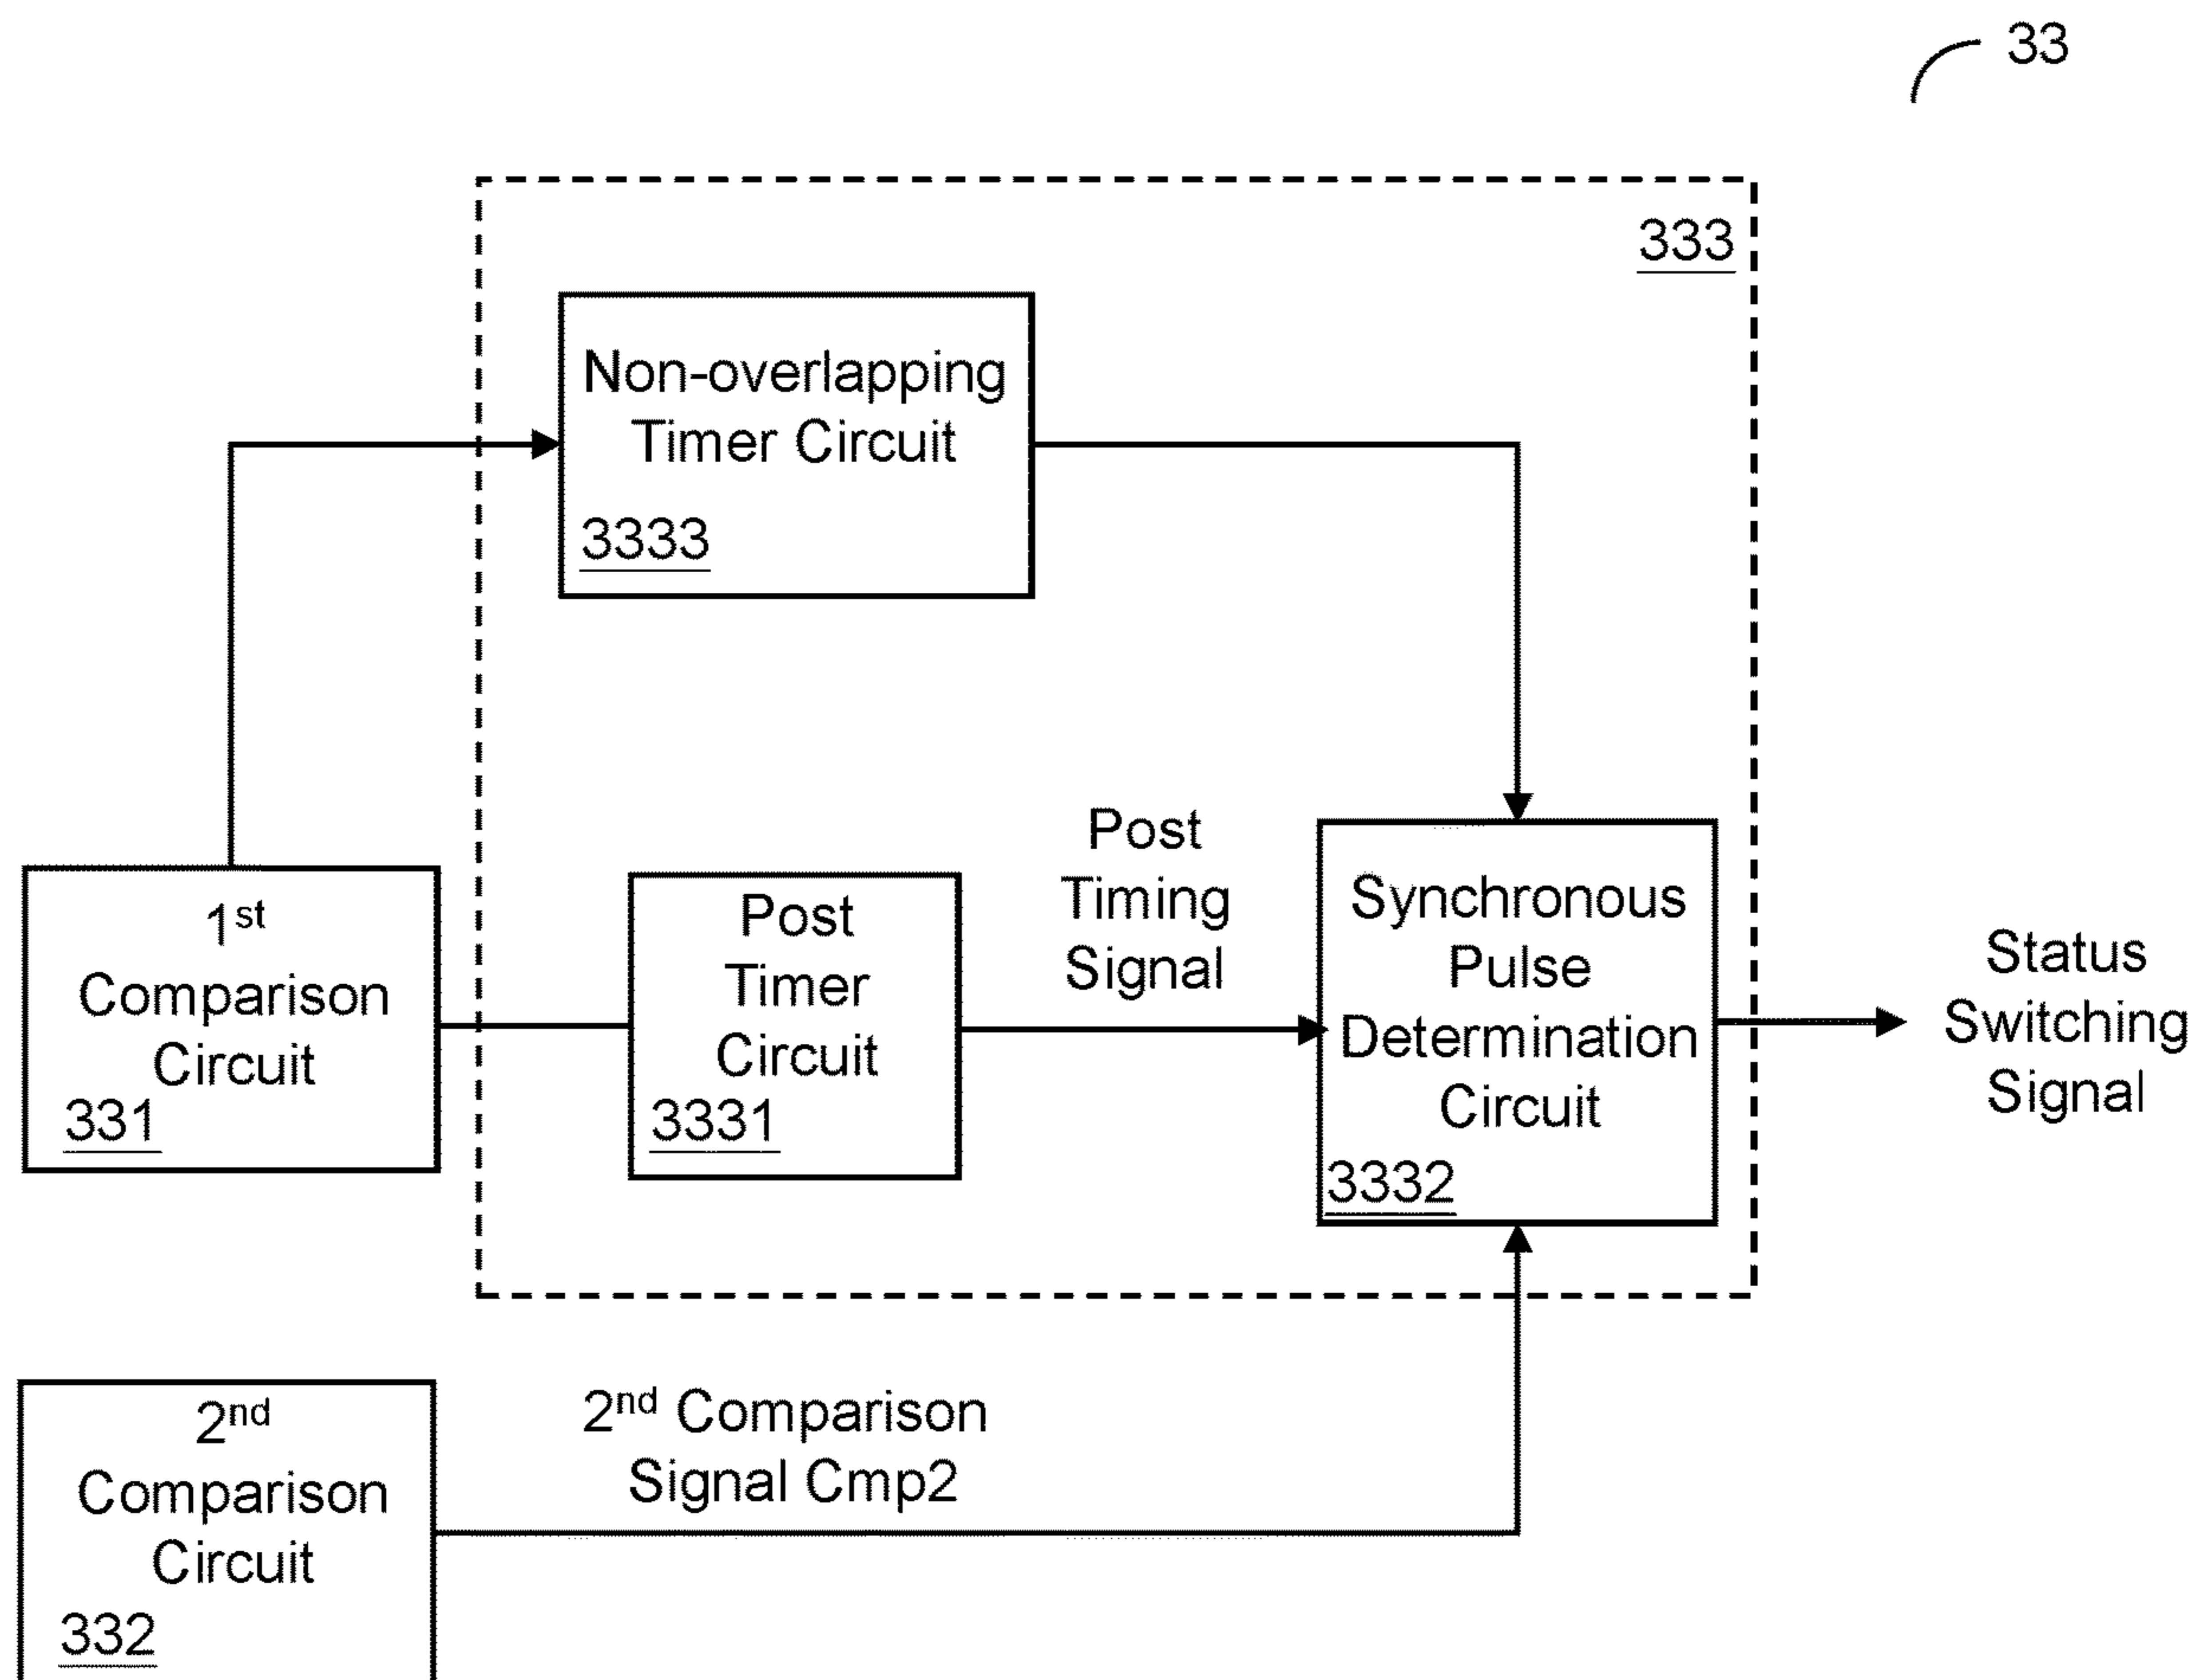 33
333
Non-overlapping
Timer Circuit
3333
1st
Comparison
Circuit
331
Post
Timer
Circuit
3331
Post
Timing
Signal
Synchronous
Pulse
Determination
Circuit
3332
Status
Switching
Signal
2nd
Comparison
Circuit
332
2nd Comparison
Signal Cmp2